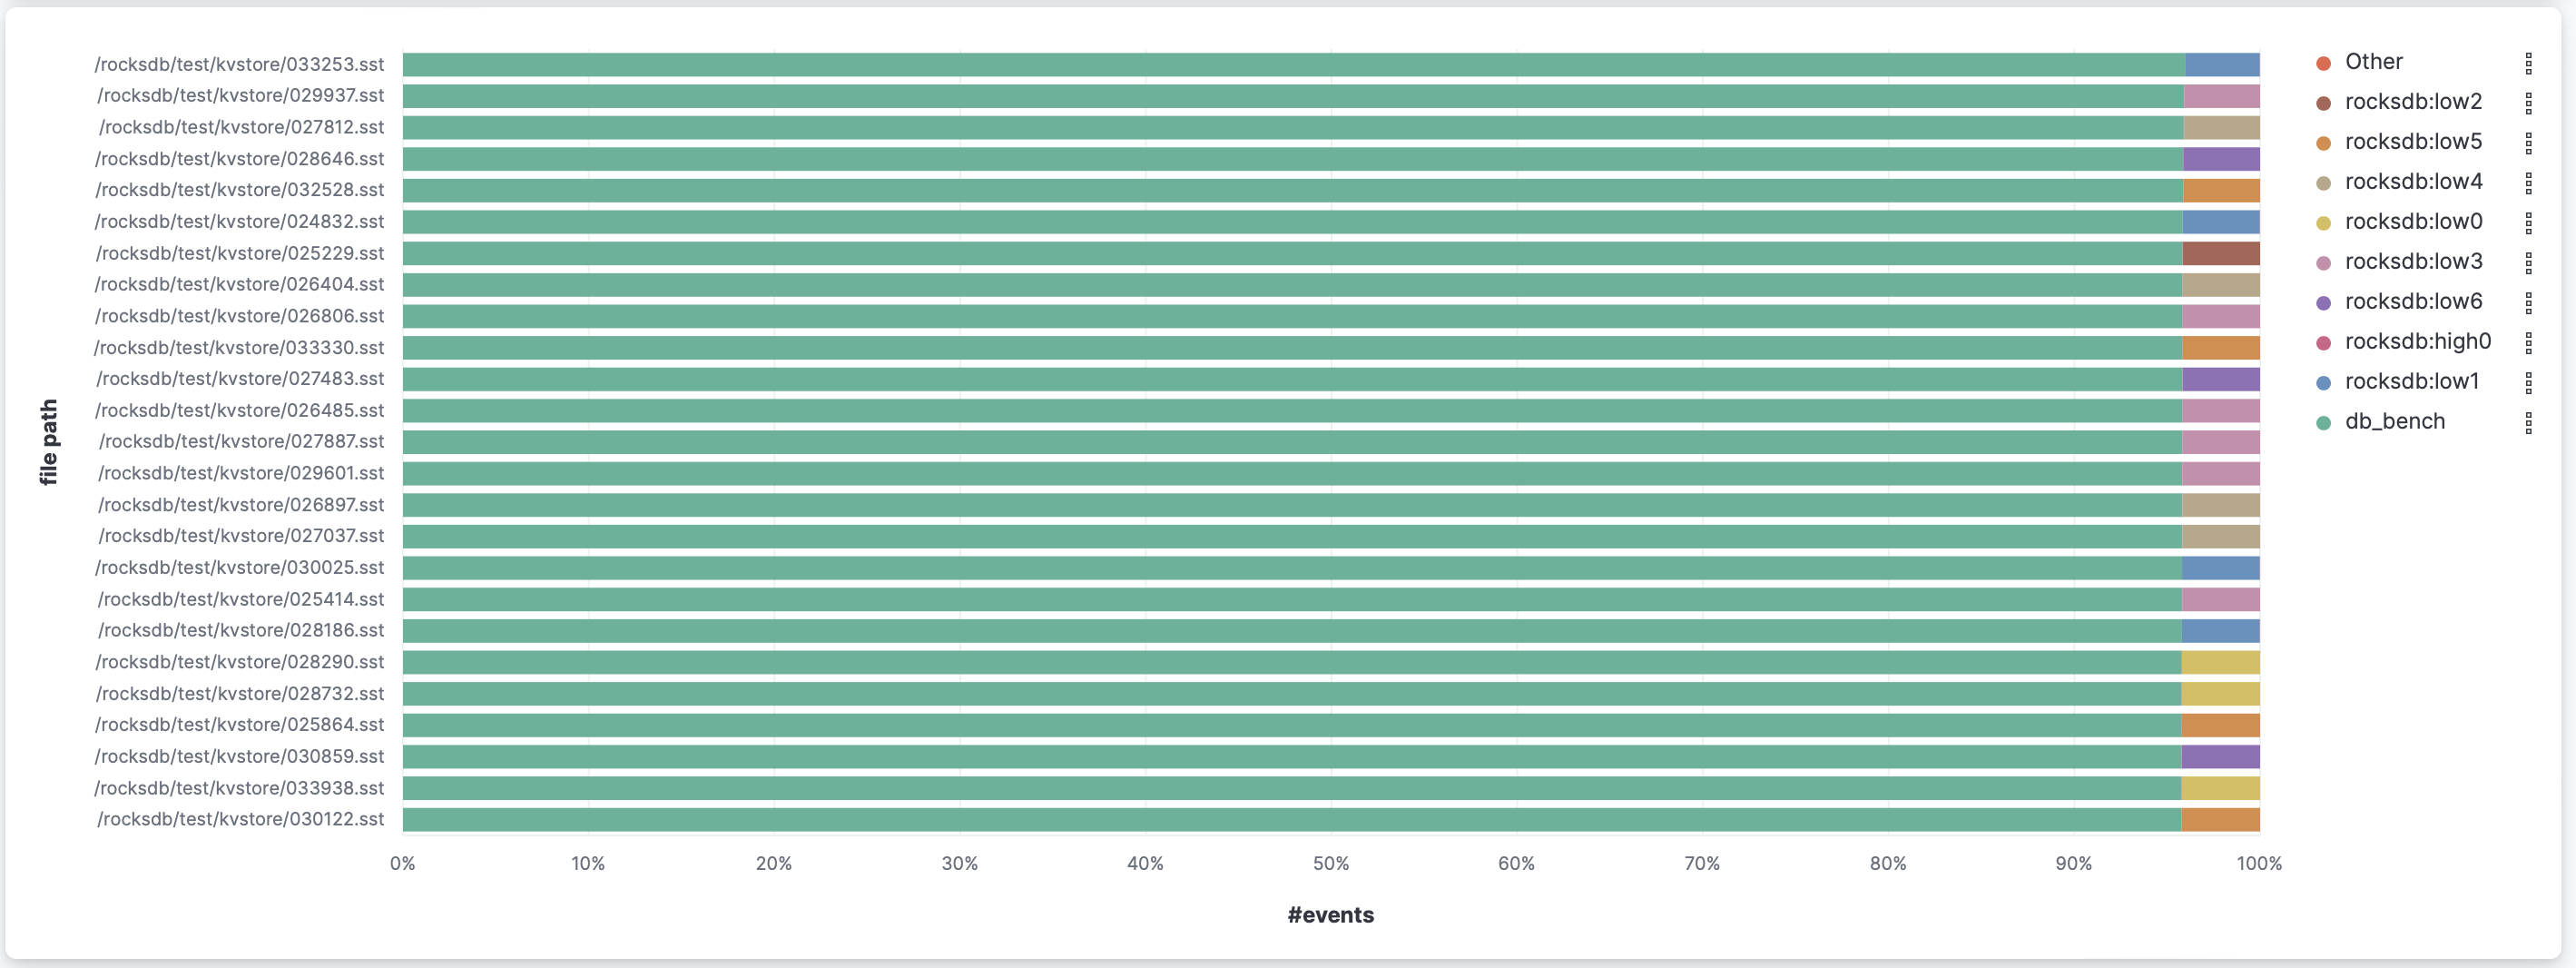 /rocksdb/test/kvstore/033253.sst
/rocksdb/test/kvstore/029937.sst
/rocksdb/test/kvstore/027812.sst
/rocksdb/test/kvstore/028646.sst
/rocksdb/test/kvstore/032528.sst
/rocksdb/test/kvstore/024832.sst
/rocksdb/test/kvstore/025229.sst
/rocksdb/test/kvstore/026404.sst
/rocksdb/test/kvstore/026806.sst
/rocksdb/test/kvstore/033330.sst
/rocksdb/test/kvstore/027483.sst
/rocksdb/test/kvstore/026485.sst
/rocksdb/test/kvstore/027887.sst
/rocksdb/test/kvstore/029601.sst
/rocksdb/test/kvstore/026897.sst
/rocksdb/test/kvstore/027037.sst
/rocksdb/test/kvstore/030025.sst
/rocksdb/test/kvstore/025414.sst
/rocksdb/test/kvstore/028186.sst
/rocksdb/test/kvstore/028290.sst
/rocksdb/test/kvstore/028732.sst
/rocksdb/test/kvstore/025864.sst
/rocksdb/test/kvstore/030859.sst
/rocksdb/test/kvstore/033938.sst
/rocksdb/test/kvstore/030122.sst
file path
0% 10% 20% 30% 40% 50% 60% 70% 80% 90% 100%
#events
Other
rocksdb:low2
rocksdb:low5
rocksdb:low4
rocksdb:low0
rocksdb:low3
rocksdb:low6
rocksdb:high0
rocksdb:low1
db_bench